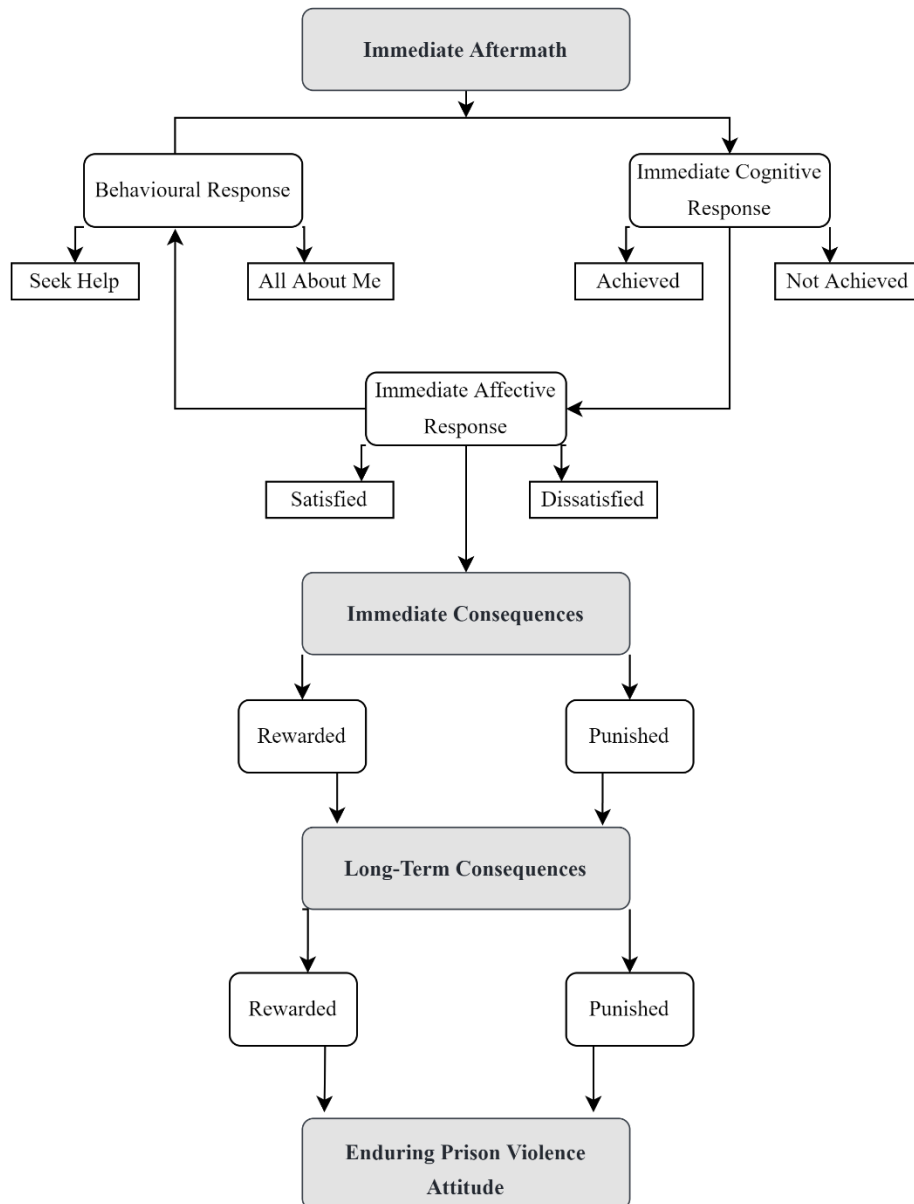 Immediate Aftermath
Behavioural Response
Immediate Cognitive
Response
Seek Help
All About Me
Achieved
Not Achieved
Immediate Affective
Response
Satisfied
Dissatisfied
Immediate Consequences
Rewarded
Punished
Long-Term Consequences
Rewarded
Punished
Enduring Prison Violence
Attitude